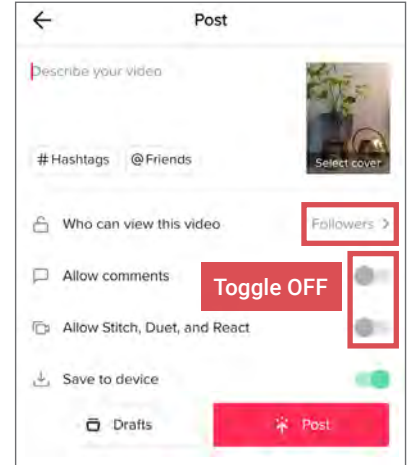 Post
Describe your video
# Hashtags @ Friends
Select cover
Who can view this video Followers >
Allow comments
Toggle OFF
Allow Stitch, Duet, and React
Save to device
Drafts Post